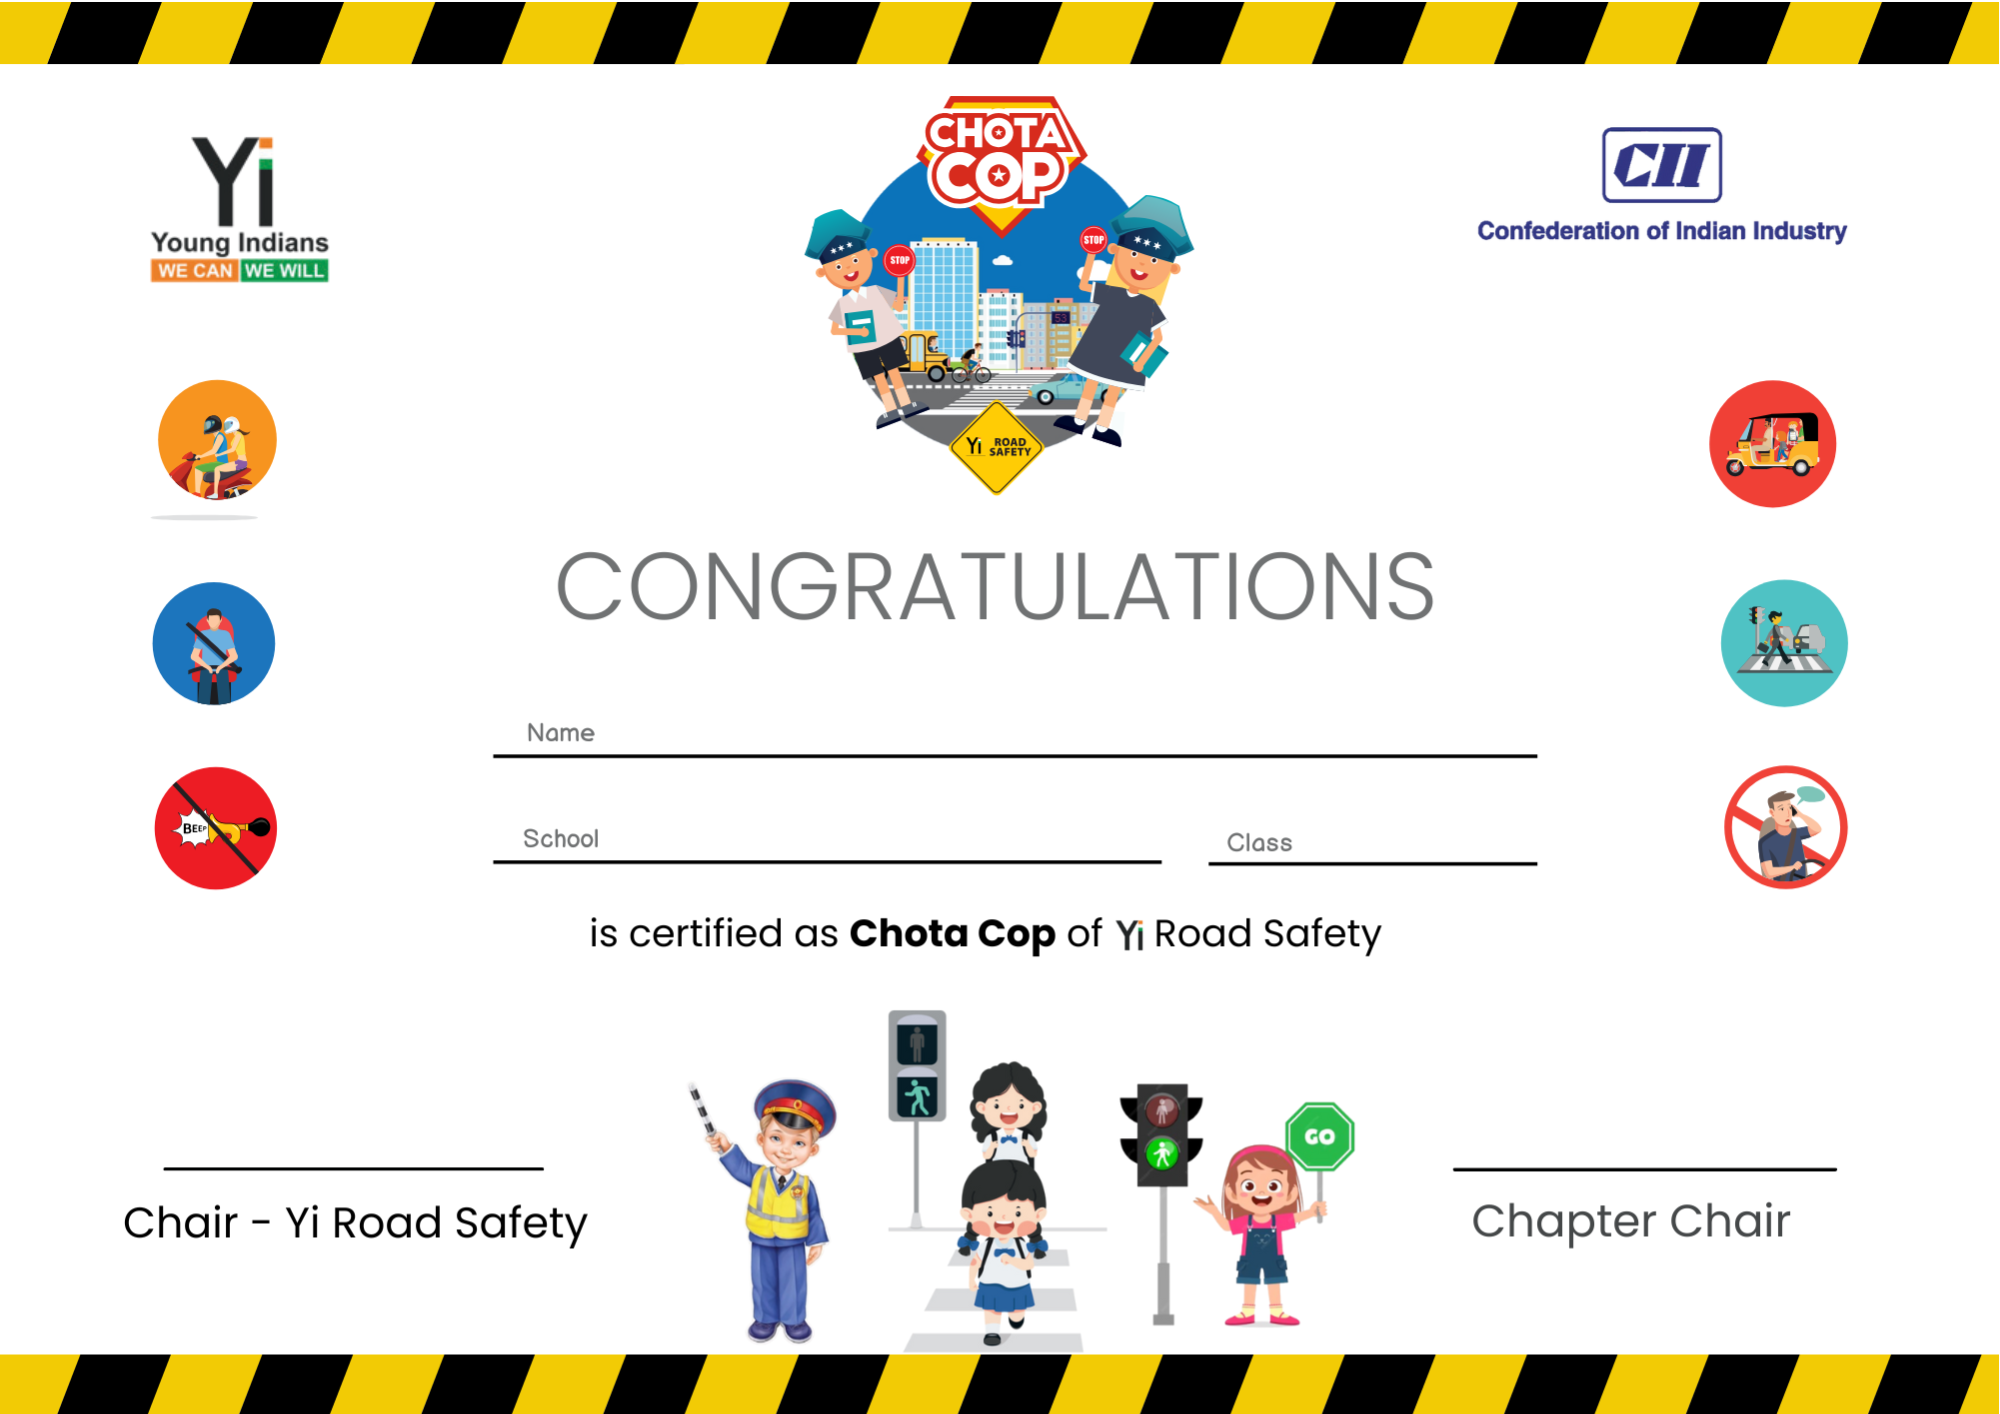 Yi
Young Indians
WE CAN WE WILL
CHOTA
COP
CII
Confederation of Indian Industry
STOP
STOP
53
Yi ROAD
SAFETY
CONGRATULATIONS
Name
BEEP
School
Class
is certified as Chota Cop of Yi Road Safety
GO
Chair - Yi Road Safety
Chapter Chair